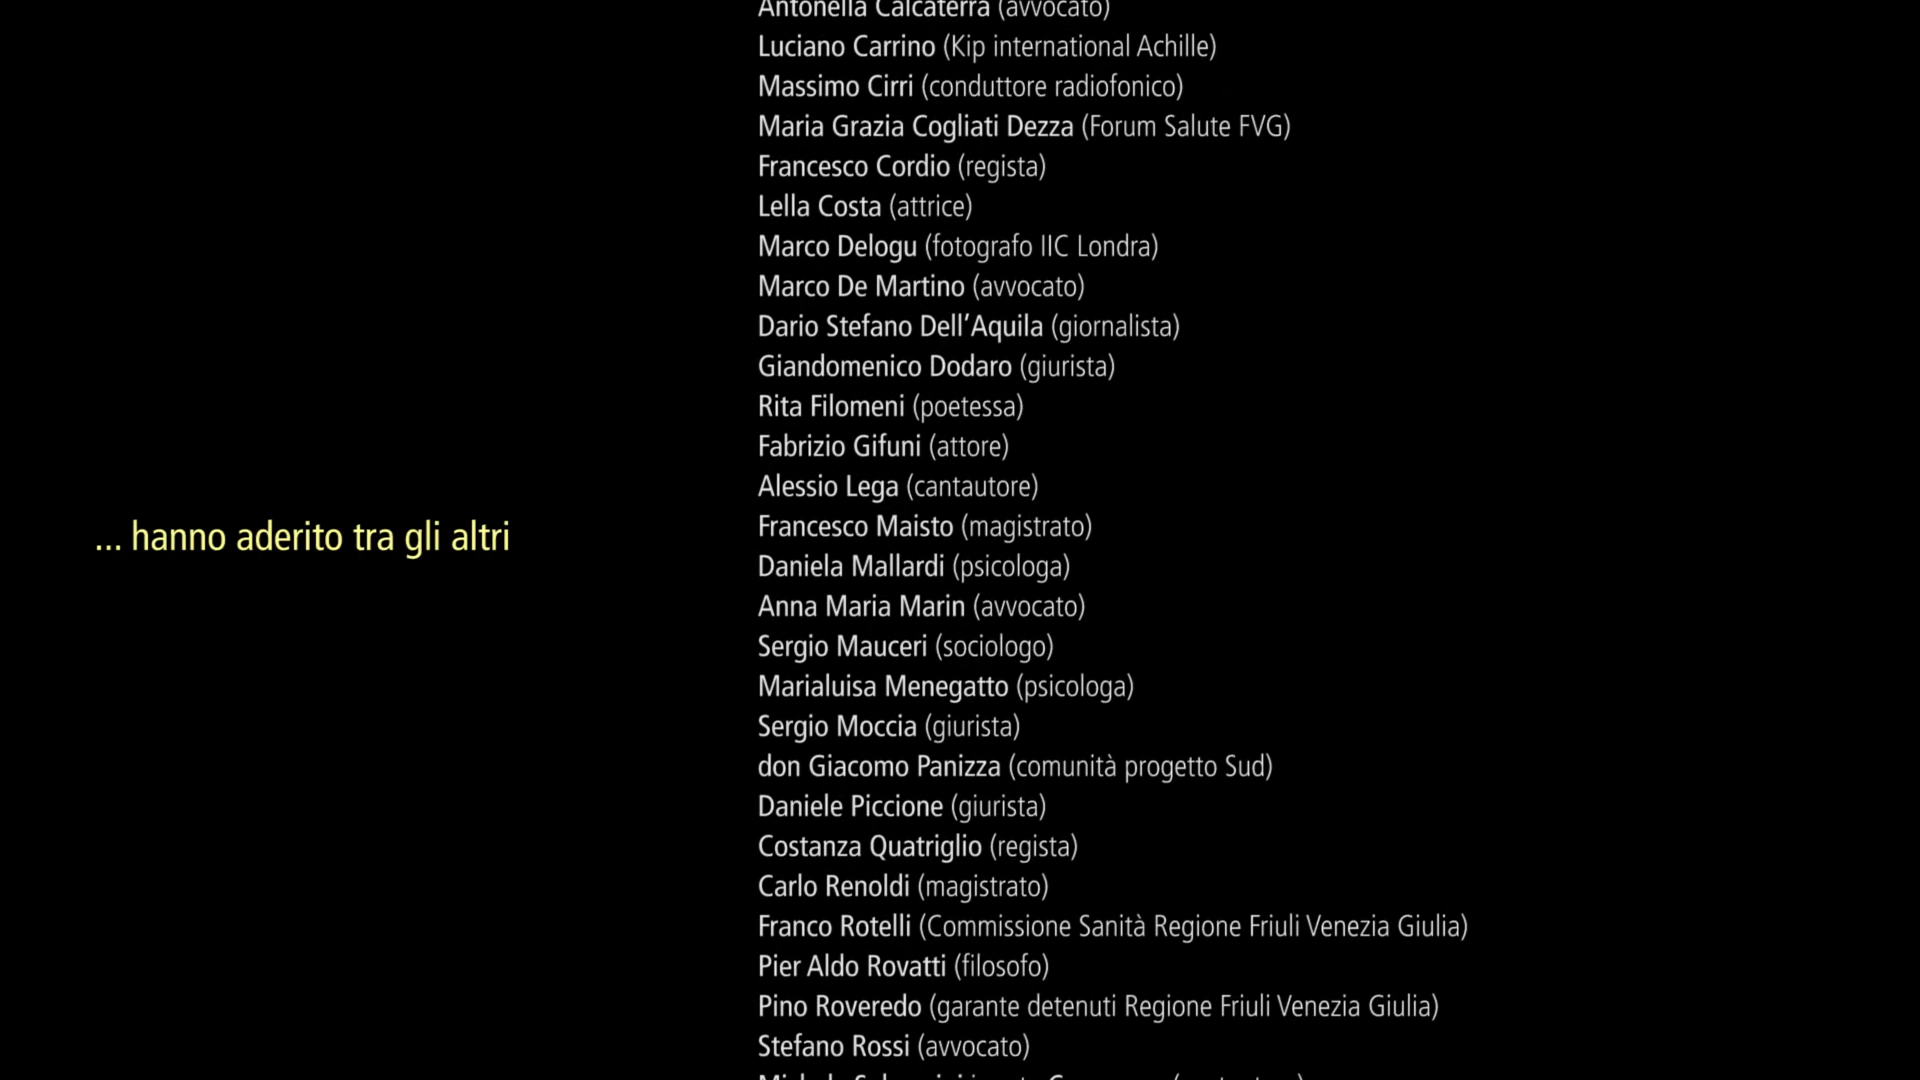 Antonella Calcaterra (avvocato)
Luciano Carrino (Kip international Achille)
Massimo Cirri (conduttore radiofonico)
Maria Grazia Cogliati Dezza (Forum Salute FVG)
Francesco Cordio (regista)
Lella Costa (attrice)
Marco Delogu (fotografo IIC Londra)
Marco De Martino (avvocato)
Dario Stefano Dell’Aquila (giornalista)
Giandomenico Dodaro (giurista)
Rita Filomeni (poetessa)
Fabrizio Gifuni (attore)
Alessio Lega (cantautore)
Francesco Maisto (magistrato)
... hanno aderito tra gli altri
Daniela Mallardi (psicologa)
Anna Maria Marin (avvocato)
Sergio Mauceri (sociologo)
Marialuisa Menegatto (psicologa)
Sergio Moccia (giurista)
don Giacomo Panizza (comunità progetto Sud)
Daniele Piccione (giurista)
Costanza Quatriglio (regista)
Carlo Renoldi (magistrato)
Franco Rotelli (Commissione Sanità Regione Friuli Venezia Giulia)
Pier Aldo Rovatti (filosofo)
Pino Roveredo (garante detenuti Regione Friuli Venezia Giulia)
Stefano Rossi (avvocato)